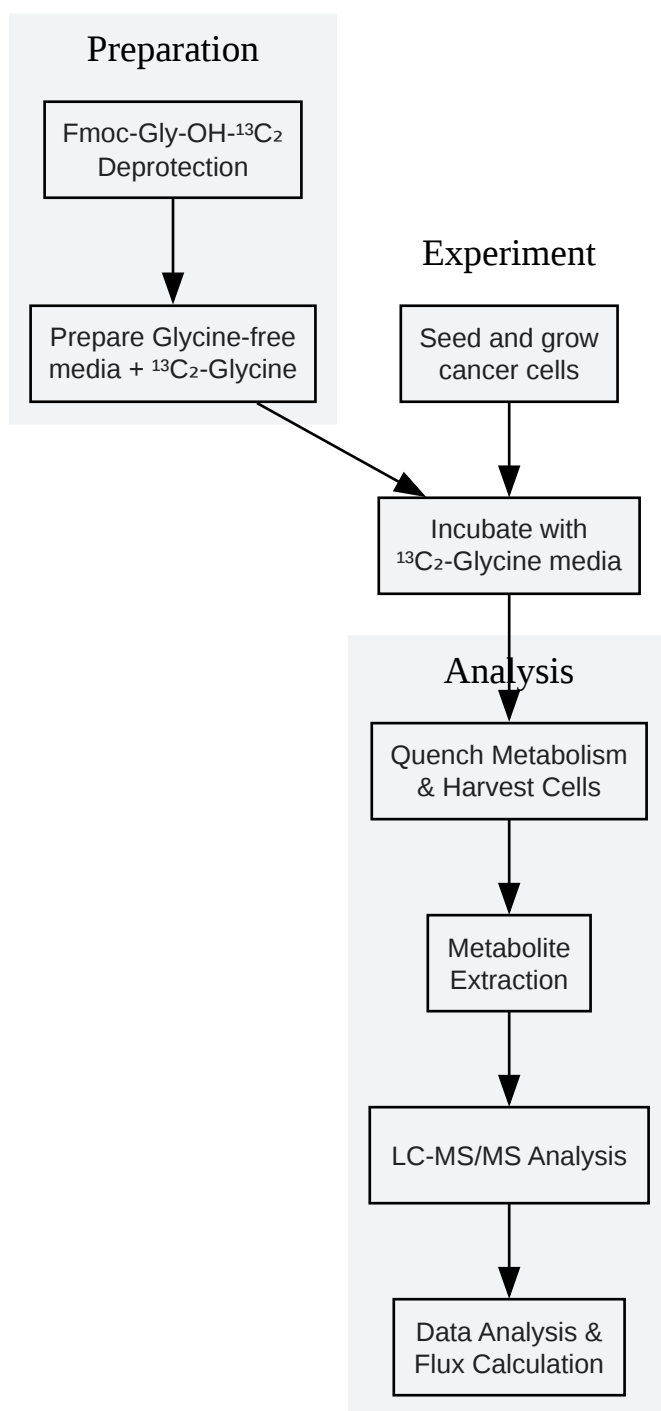 Preparation
Fmoc-Gly-OH-¹³C₂
Deprotection
Prepare Glycine-free
media + ¹³C₂-Glycine
Experiment
Seed and grow
cancer cells
Incubate with
¹³C₂-Glycine media
Analysis
Quench Metabolism
& Harvest Cells
Metabolite
Extraction
LC-MS/MS Analysis
Data Analysis &
Flux Calculation